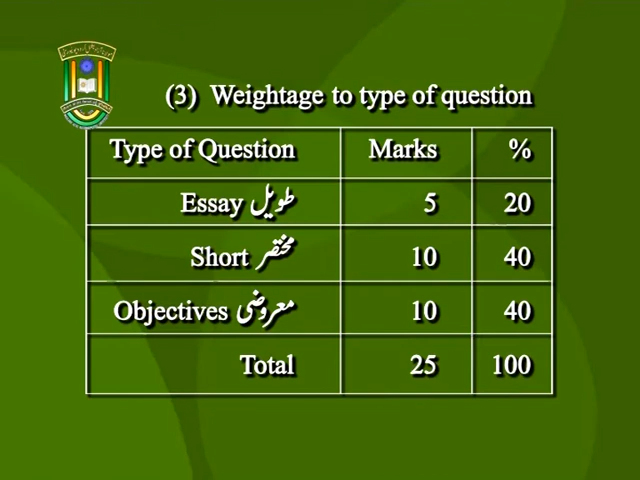 (3) Weightage to type of question
Type of Question Marks %
Essay طویل 5 20
Short مختصر 10 40
Objectives معروضی 10 40
Total 25 100